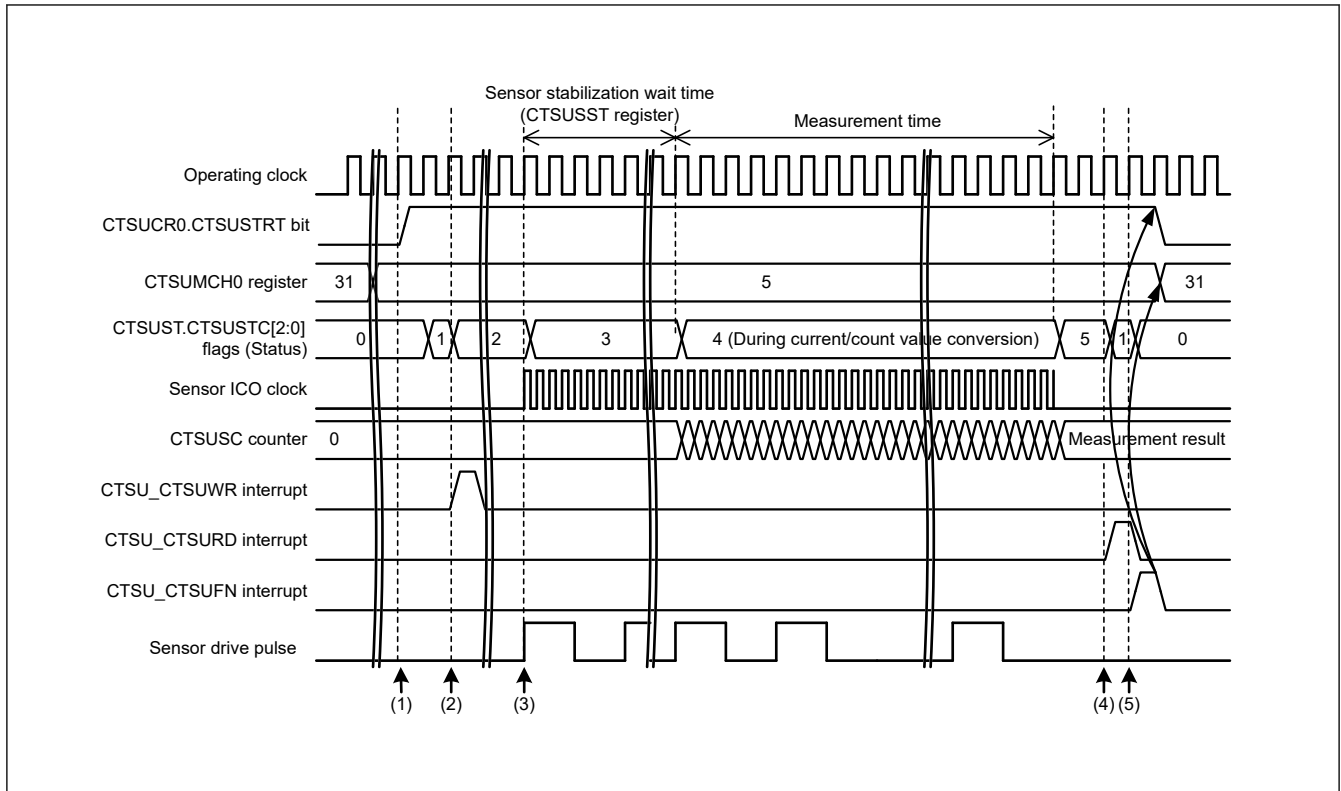 Sensor stabilization wait time
(CTSUSST register)
Measurement time
Operating clock
CTSUCR0.CTSUSTRT bit
CTSUMCH0 register
31
5
31
CTSUST.CTSUSTC[2:0]
flags (Status)
0
1
2
3
4 (During current/count value conversion)
5
1
0
Sensor ICO clock
CTSUSC counter
0
Measurement result
CTSU_CTSUWR interrupt
CTSU_CTSURD interrupt
CTSU_CTSUFN interrupt
Sensor drive pulse
(1)
(2)
(3)
(4)
(5)